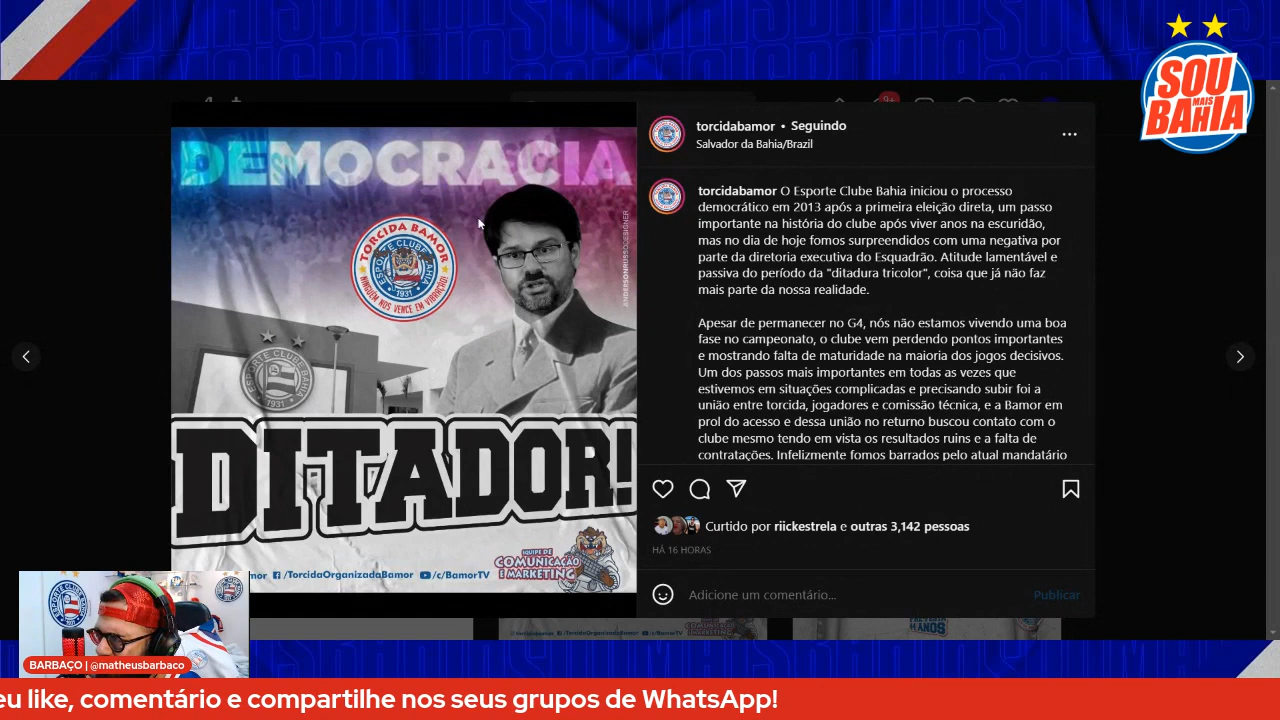 SOU
MAIS
BAHIA
DEMOCRACIA
TORCIDA BAMOR
ESPORTE CLUBE BAHIA
1931
NINGUÉM NOS VENCE EM VIBRAÇÃO!
ANDERSONRUSSODESIGNER
ESPORTE CLUBE BAHIA
1931
DITADOR!
EQUIPE DE
COMUNICAÇÃO
E MARKETING
mor /TorcidaOrganizadaBamor /c/BamorTV
torcidabamor • Seguindo
Salvador da Bahia/Brazil
torcidabamor O Esporte Clube Bahia iniciou o processo
democrático em 2013 após a primeira eleição direta, um passo
importante na história do clube após viver anos na escuridão,
mas no dia de hoje fomos surpreendidos com uma negativa por
parte da diretoria executiva do Esquadrão. Atitude lamentável e
passiva do período da "ditadura tricolor", coisa que já não faz
mais parte da nossa realidade.
Apesar de permanecer no G4, nós não estamos vivendo uma boa
fase no campeonato, o clube vem perdendo pontos importantes
e mostrando falta de maturidade na maioria dos jogos decisivos.
Um dos passos mais importantes em todas as vezes que
estivemos em situações complicadas e precisando subir foi a
união entre torcida, jogadores e comissão técnica, e a Bamor em
prol do acesso e dessa união no returno buscou contato com o
clube mesmo tendo em vista os resultados ruins e a falta de
contratações. Infelizmente fomos barrados pelo atual mandatário
Curtido por riickestrela e outras 3,142 pessoas
HÁ 16 HORAS
Adicione um comentário...
Publicar
/TorcidaOrganizadaBamor /c/BamorTV
BARBAÇO | @matheusbarbaco
eu like, comentário e compartilhe nos seus grupos de WhatsApp!